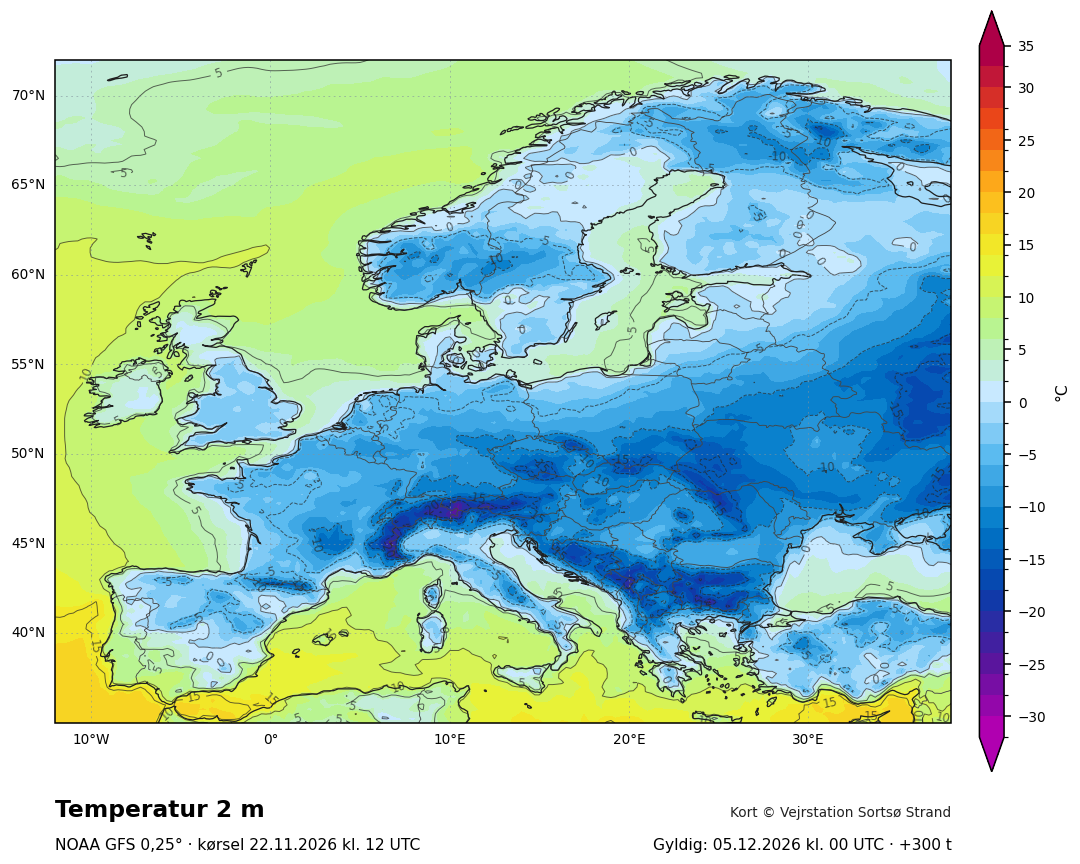 35
30
25
20
15
10
5
0
−5
−10
−15
−20
−25
−30
°C
70°N
65°N
60°N
55°N
50°N
45°N
40°N
10°W
0°
10°E
20°E
30°E
Temperatur 2 m
Kort © Vejrstation Sortsø Strand
NOAA GFS 0,25° · kørsel 22.11.2026 kl. 12 UTC
Gyldig: 05.12.2026 kl. 00 UTC · +300 t